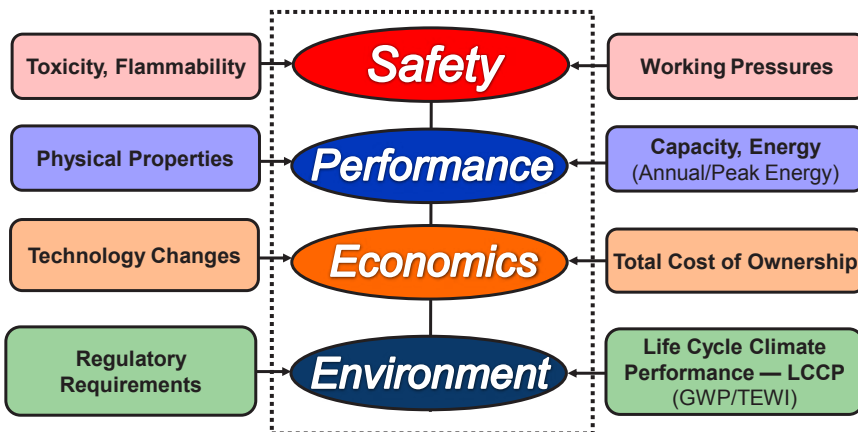 Toxicity, Flammability
Safety
Working Pressures
Physical Properties
Performance
Capacity, Energy
(Annual/Peak Energy)
Technology Changes
Economics
Total Cost of Ownership
Regulatory
Requirements
Environment
Life Cycle Climate
Performance — LCCP
(GWP/TEWI)